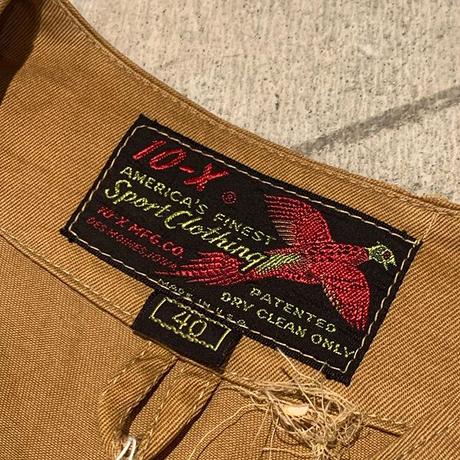 10-X ®
AMERICA'S FINEST
Sport Clothing
10-X MFG. CO.
DES MOINES, IOWA
PATENTED
DRY CLEAN ONLY
MADE IN U.S.A.
40